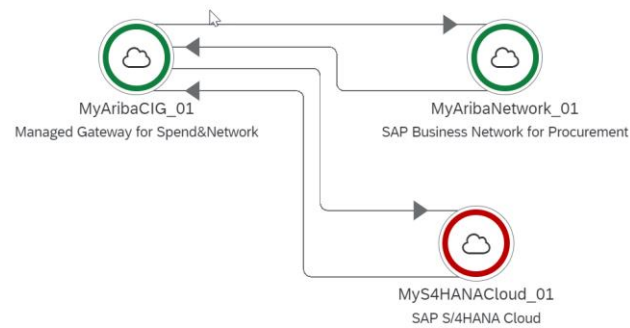 MyAribaCIG_01
Managed Gateway for Spend&Network
MyAribaNetwork_01
SAP Business Network for Procurement
MyS4HANACloud_01
SAP S/4HANA Cloud